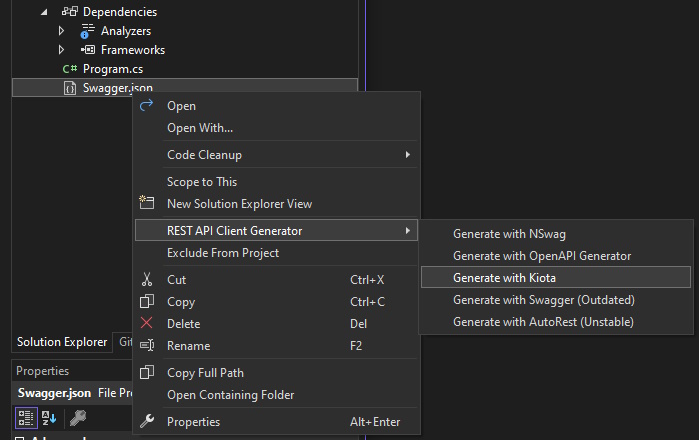 Dependencies
Analyzers
Frameworks
C# Program.cs
Swagger.json
Open
Open With...
Code Cleanup
Scope to This
New Solution Explorer View
REST API Client Generator
Exclude From Project
Cut Ctrl+X
Copy Ctrl+C
Delete Del
Rename F2
Copy Full Path
Open Containing Folder
Properties Alt+Enter
Generate with NSwag
Generate with OpenAPI Generator
Generate with Kiota
Generate with Swagger (Outdated)
Generate with AutoRest (Unstable)
Solution Explorer Git
Properties
Swagger.json File Pr